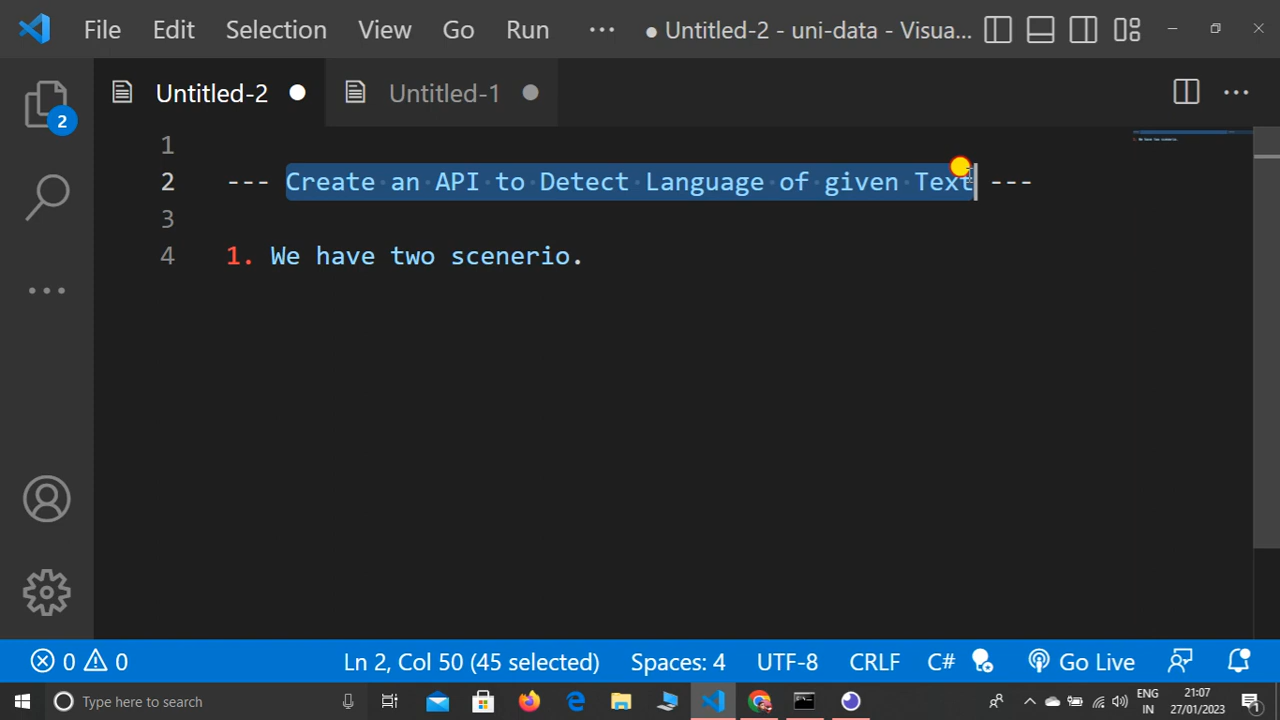 File Edit Selection View Go Run ··· ● Untitled-2 - uni-data - Visua...
Untitled-2 ● Untitled-1 ●
2
1
2 --- Create an API to Detect Language of given Text ---
3
4 1. We have two scenerio.
0 0 Ln 2, Col 50 (45 selected) Spaces: 4 UTF-8 CRLF C# Go Live
Type here to search ENG 21:07
IN 27/01/2023 1